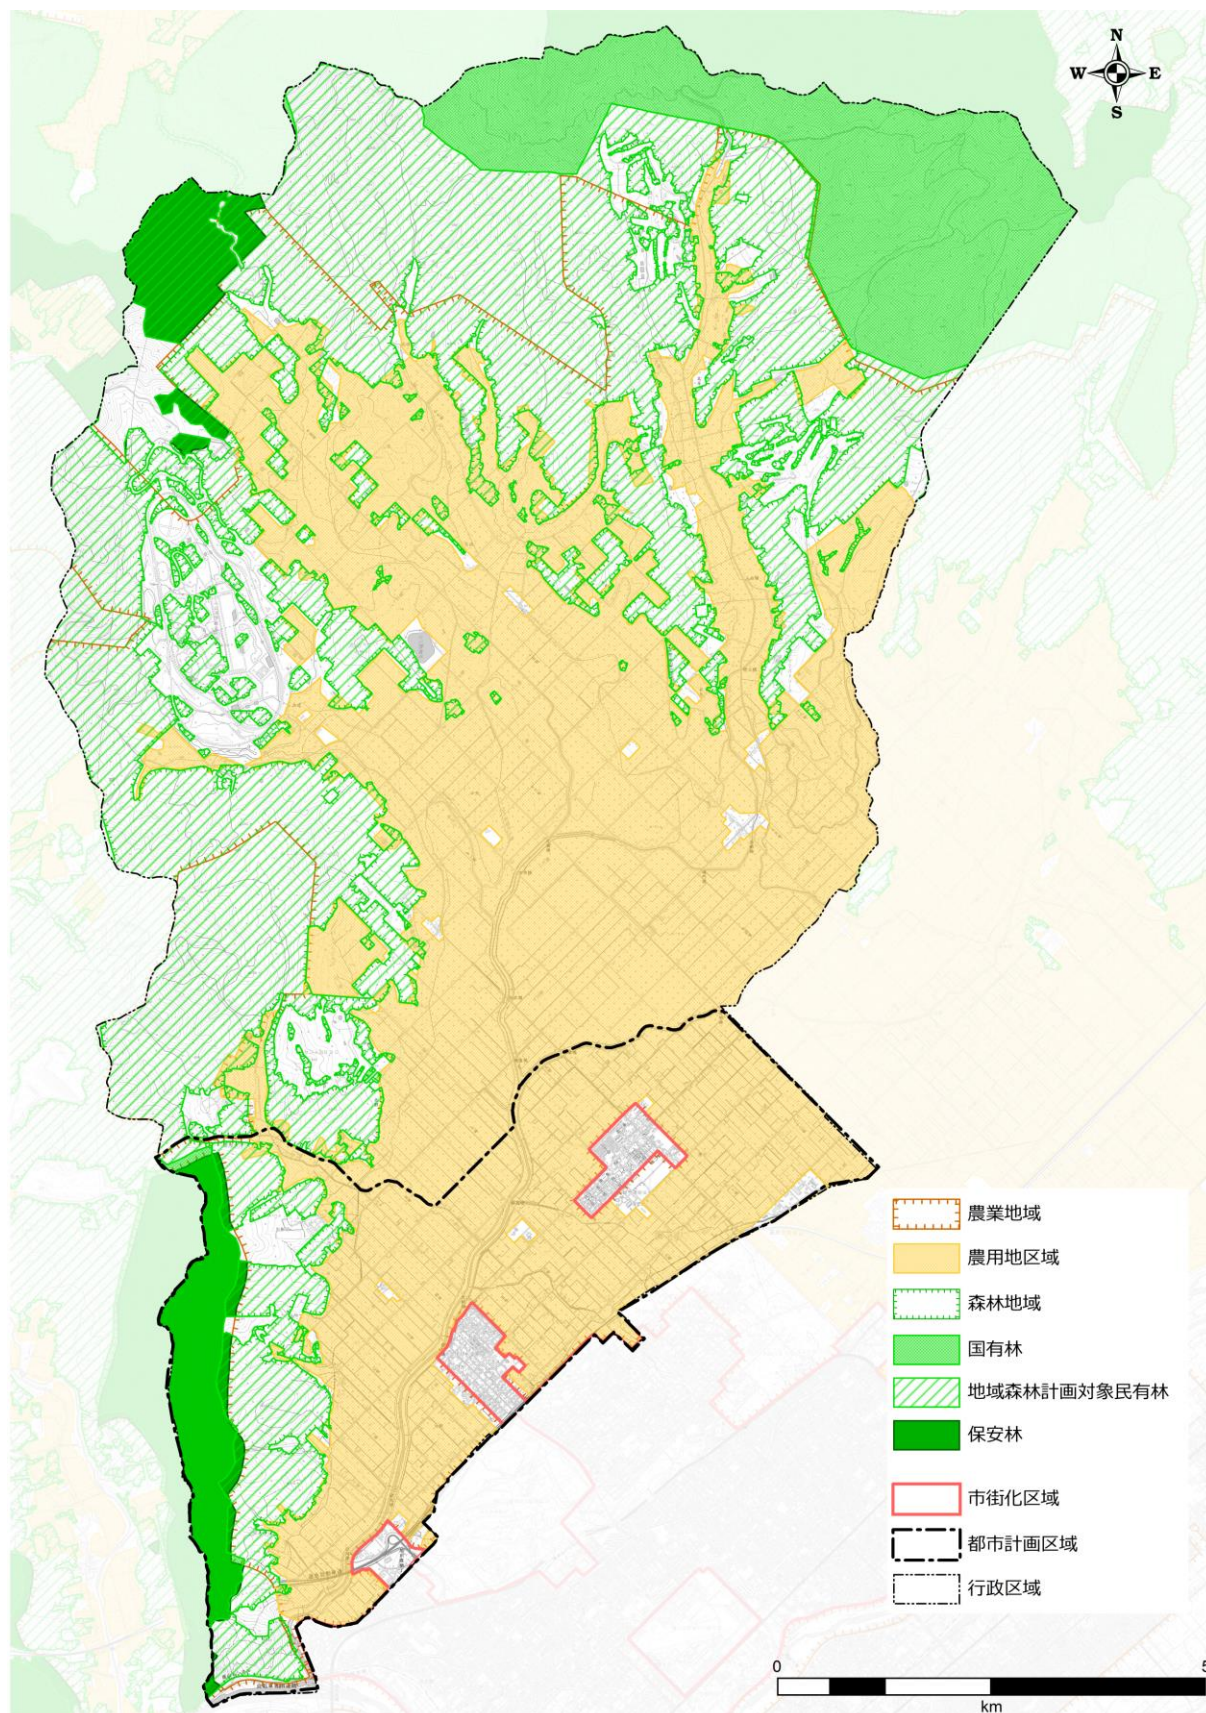 N
W E
S
農業地域
農用地区域
森林地域
国有林
地域森林計画対象民有林
保安林
市街化区域
都市計画区域
行政区域
0 5
km